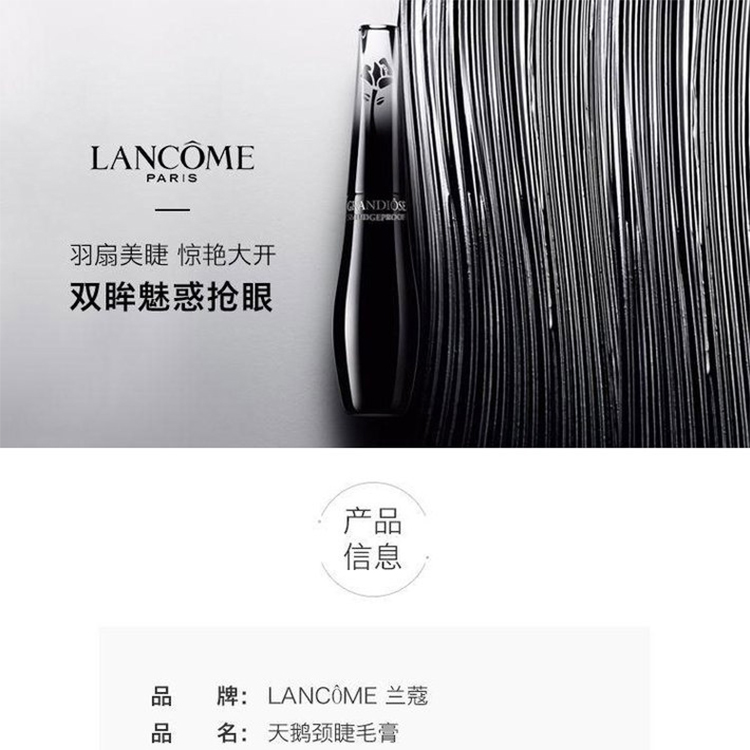 LANCÔME
PARIS
羽扇美睫 惊艳大开
双眸魅惑抢眼
GRANDIÔSE
SMUDGEPROOF
产品
信息
品 牌： LANCÔME 兰蔻
品 名： 天鹅颈睫毛膏